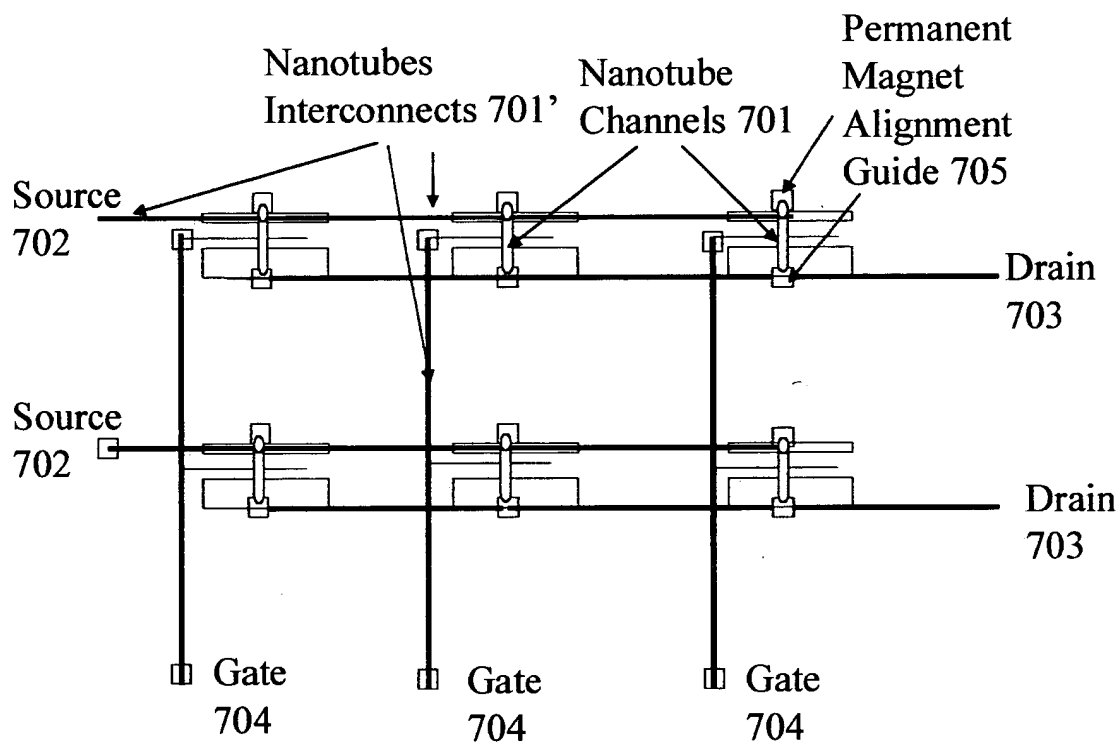 Permanent
Magnet
Alignment
Guide 705
Nanotubes
Interconnects 701’
Nanotube
Channels 701
Source
702
Drain
703
Source
702
Drain
703
Gate
704
Gate
704
Gate
704